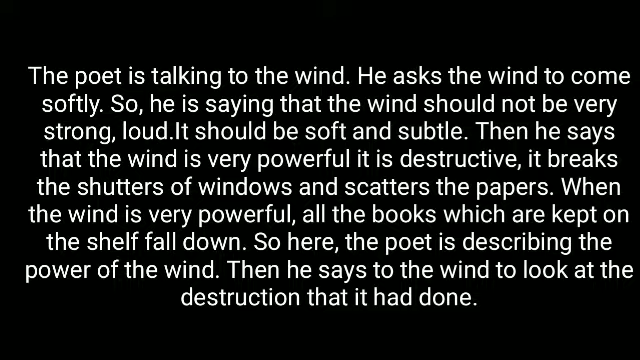 The poet is talking to the wind. He asks the wind to come
softly. So, he is saying that the wind should not be very
strong, loud.It should be soft and subtle. Then he says
that the wind is very powerful it is destructive, it breaks
the shutters of windows and scatters the papers. When
the wind is very powerful, all the books which are kept on
the shelf fall down. So here, the poet is describing the
power of the wind. Then he says to the wind to look at the
destruction that it had done.